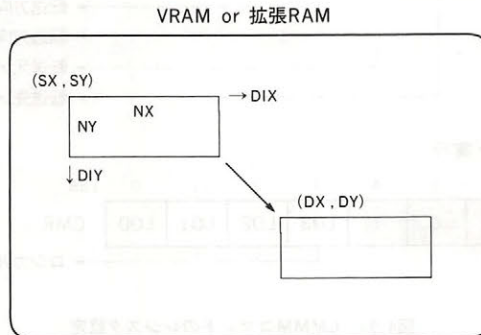 VRAM or 拡張RAM
(SX , SY)
→DIX
NX
NY
↓DIY
(DX , DY)